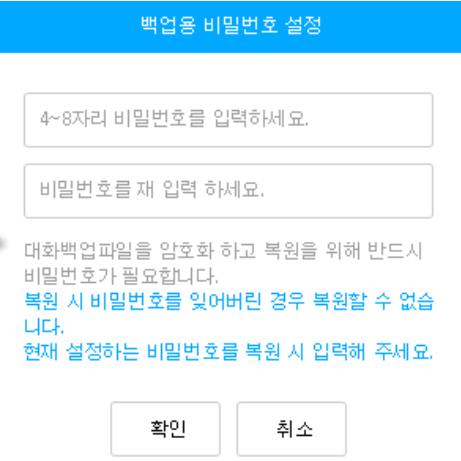 백업용 비밀번호 설정
4~8자리 비밀번호를 입력하세요.
비밀번호를 재 입력 하세요.
대화백업파일을 암호화 하고 복원을 위해 반드시
비밀번호가 필요합니다.
복원 시 비밀번호를 잊어버린 경우 복원할 수 없습
니다.
현재 설정하는 비밀번호를 복원 시 입력해 주세요.
확인
취소